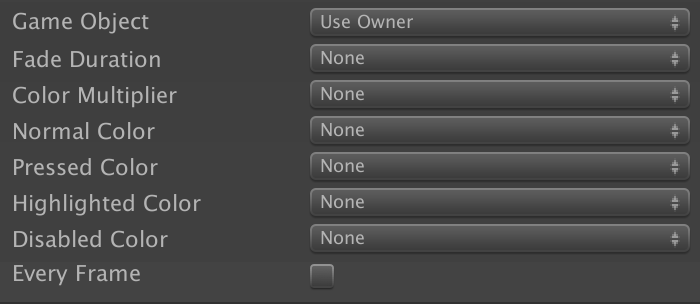 Game Object Use Owner
Fade Duration None
Color Multiplier None
Normal Color None
Pressed Color None
Highlighted Color None
Disabled Color None
Every Frame